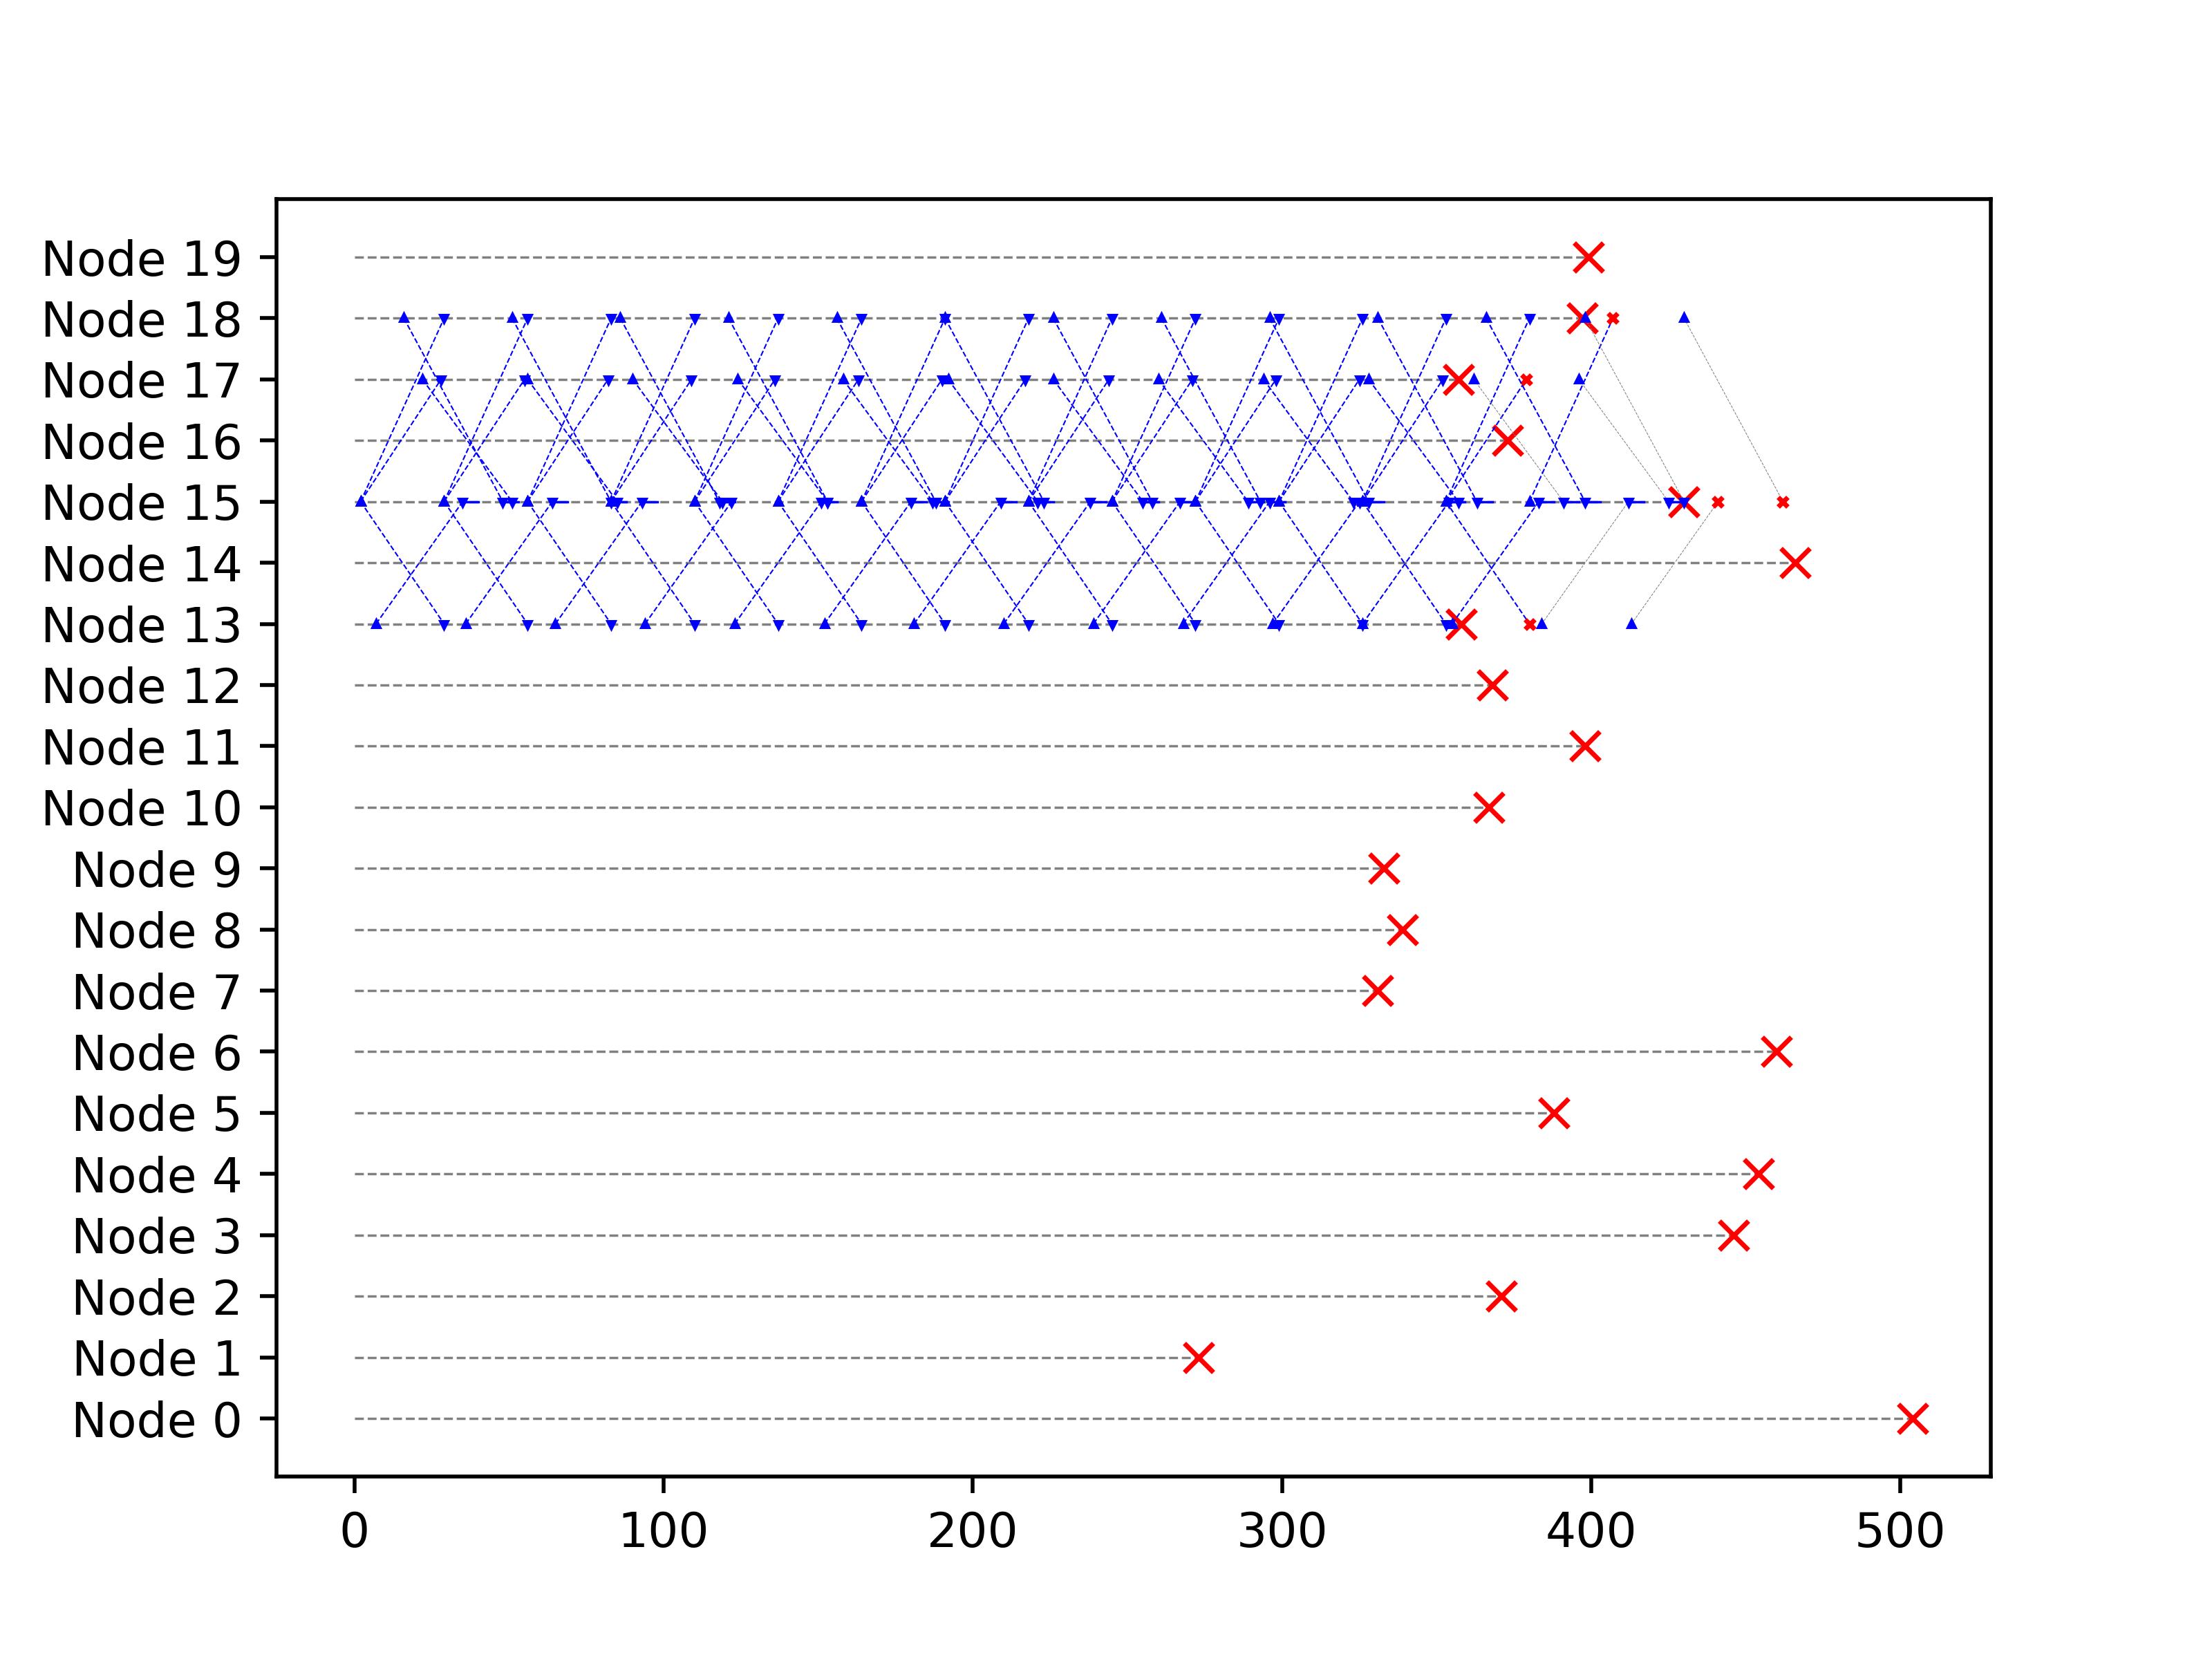 Node 19
Node 18
Node 17
Node 16
Node 15
Node 14
Node 13
Node 12
Node 11
Node 10
Node 9
Node 8
Node 7
Node 6
Node 5
Node 4
Node 3
Node 2
Node 1
Node 0
0 100 200 300 400 500